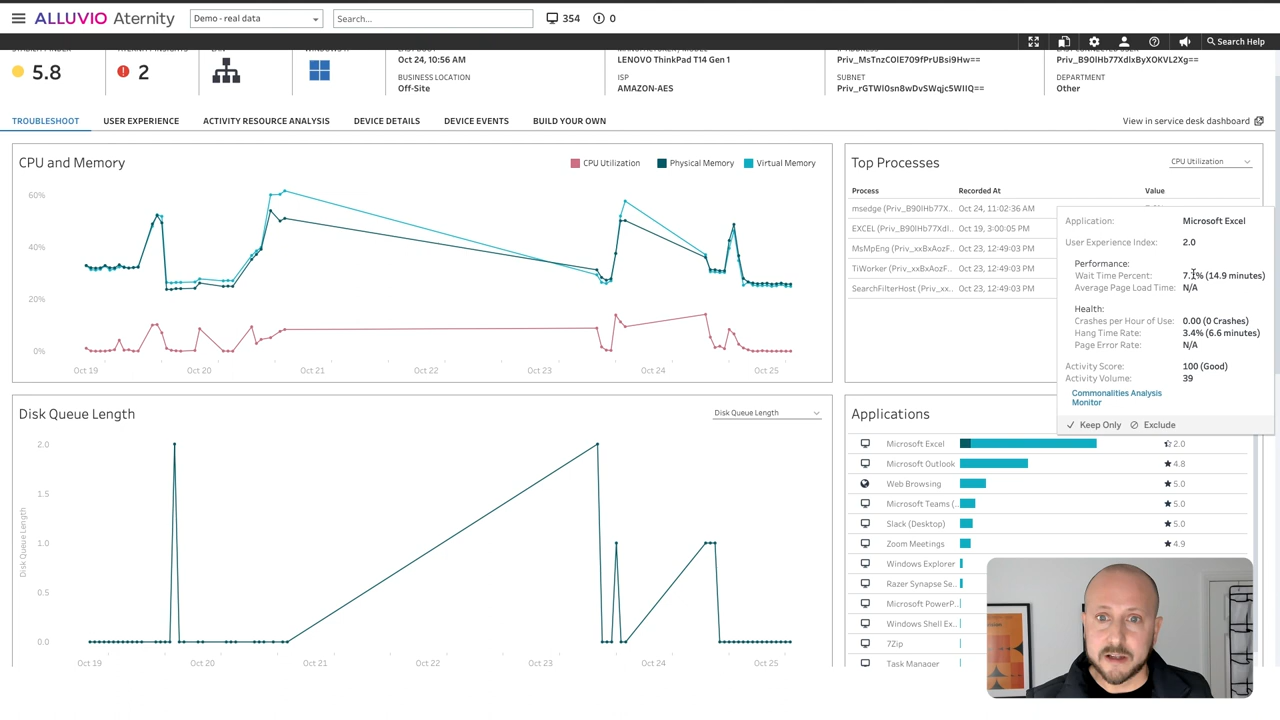 ALLUVIO Aternity
Demo - real data
Search...
354
0
Search Help
5.8
2
Oct 24, 10:56 AM
BUSINESS LOCATION
Off-Site
LENOVO ThinkPad T14 Gen 1
ISP
AMAZON-AES
SUBNET
DEPARTMENT
Other
TROUBLESHOOT
USER EXPERIENCE
ACTIVITY RESOURCE ANALYSIS
DEVICE DETAILS
DEVICE EVENTS
BUILD YOUR OWN
View in service desk dashboard
CPU and Memory
CPU Utilization
Physical Memory
Virtual Memory
60%
40%
20%
0%
Oct 19
Oct 20
Oct 21
Oct 22
Oct 23
Oct 24
Oct 25
Top Processes
CPU Utilization
Process Recorded At Value
msedge (Priv_B90IHb77X.. Oct 24, 11:02:36 AM
EXCEL (Priv_B90IHb77XdI.. Oct 19, 3:00:05 PM
MsMpEng (Priv_xxBxAozF.. Oct 23, 12:49:03 PM
TiWorker (Priv_xxBxAozF.. Oct 23, 12:49:03 PM
SearchFilterHost (Priv_xx.. Oct 23, 12:49:03 PM
Application: Microsoft Excel
User Experience Index: 2.0
Performance:
Wait Time Percent: (14.9 minutes)
Average Page Load Time: N/A
Health:
Crashes per Hour of Use: 0.00 (0 Crashes)
Hang Time Rate: 3.4% (6.6 minutes)
Page Error Rate: N/A
Activity Score: 100 (Good)
Activity Volume: 39
Commonalities Analysis
Monitor
Keep Only
Exclude
Disk Queue Length
Disk Queue Length
Disk Queue Length
2.0
1.5
1.0
0.5
0.0
Oct 19
Oct 20
Oct 21
Oct 22
Oct 23
Oct 24
Oct 25
Applications
Microsoft Excel 2.0
Microsoft Outlook 4.8
Web Browsing 5.0
Microsoft Teams (.. 5.0
Slack (Desktop) 5.0
Zoom Meetings 4.9
Windows Explorer
Razer Synapse Se..
Microsoft PowerP..
Windows Shell Ex..
7Zip
Task Manager